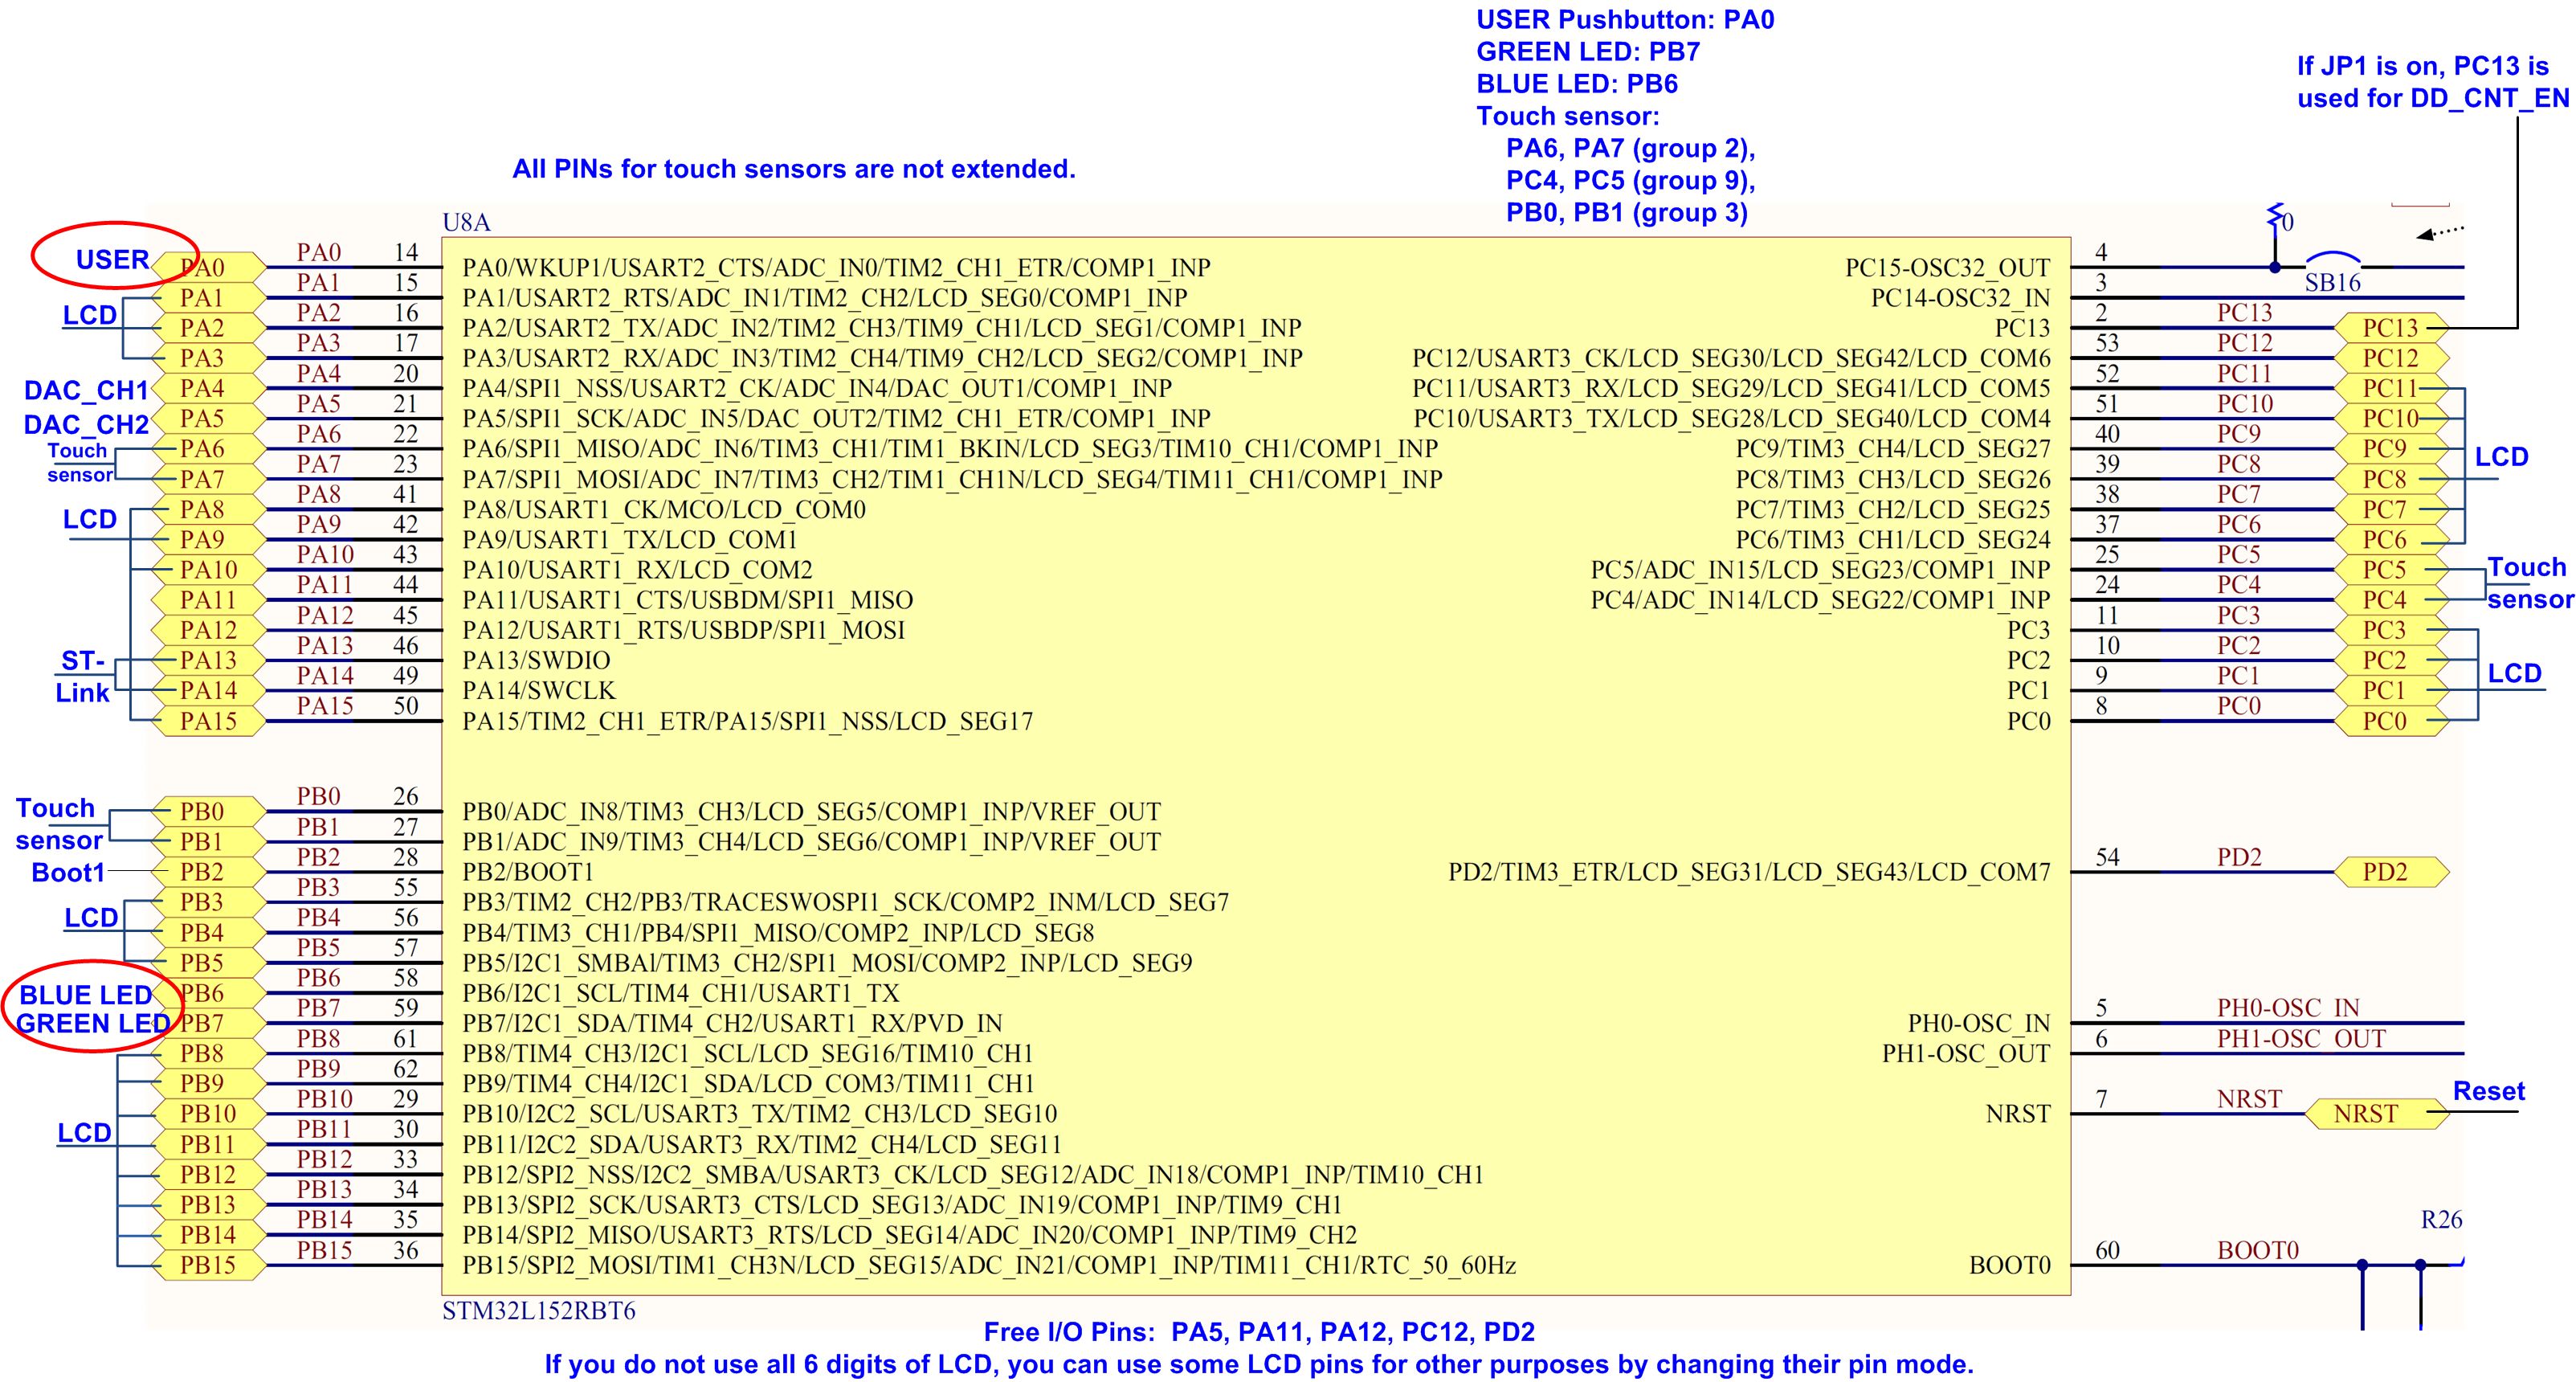 USER Pushbutton: PA0
GREEN LED: PB7
BLUE LED: PB6
Touch sensor:
PA6, PA7 (group 2),
PC4, PC5 (group 9),
PB0, PB1 (group 3)
If JP1 is on, PC13 is
used for DD_CNT_EN
All PINs for touch sensors are not extended.
U8A
USER PA0 PA0 14 PA0/WKUP1/USART2_CTS/ADC_IN0/TIM2_CH1_ETR/COMP1_INP
PA1 PA1 15 PA1/USART2_RTS/ADC_IN1/TIM2_CH2/LCD_SEG0/COMP1_INP
LCD PA2 PA2 16 PA2/USART2_TX/ADC_IN2/TIM2_CH3/TIM9_CH1/LCD_SEG1/COMP1_INP
PA3 PA3 17 PA3/USART2_RX/ADC_IN3/TIM2_CH4/TIM9_CH2/LCD_SEG2/COMP1_INP
DAC_CH1 PA4 PA4 20 PA4/SPI1_NSS/USART2_CK/ADC_IN4/DAC_OUT1/COMP1_INP
DAC_CH2 PA5 PA5 21 PA5/SPI1_SCK/ADC_IN5/DAC_OUT2/TIM2_CH1_ETR/COMP1_INP
Touch PA6 PA6 22 PA6/SPI1_MISO/ADC_IN6/TIM3_CH1/TIM1_BKIN/LCD_SEG3/TIM10_CH1/COMP1_INP
sensor PA7 PA7 23 PA7/SPI1_MOSI/ADC_IN7/TIM3_CH2/TIM1_CH1N/LCD_SEG4/TIM11_CH1/COMP1_INP
LCD PA8 PA8 41 PA8/USART1_CK/MCO/LCD_COM0
PA9 PA9 42 PA9/USART1_TX/LCD_COM1
PA10 PA10 43 PA10/USART1_RX/LCD_COM2
PA11 PA11 44 PA11/USART1_CTS/USBDM/SPI1_MISO
PA12 PA12 45 PA12/USART1_RTS/USBDP/SPI1_MOSI
ST- PA13 PA13 46 PA13/SWDIO
Link PA14 PA14 49 PA14/SWCLK
PA15 PA15 50 PA15/TIM2_CH1_ETR/PA15/SPI1_NSS/LCD_SEG17
Touch PB0 PB0 26 PB0/ADC_IN8/TIM3_CH3/LCD_SEG5/COMP1_INP/VREF_OUT
sensor PB1 PB1 27 PB1/ADC_IN9/TIM3_CH4/LCD_SEG6/COMP1_INP/VREF_OUT
Boot1 PB2 PB2 28 PB2/BOOT1
PB3 PB3 55 PB3/TIM2_CH2/PB3/TRACESWOSPI1_SCK/COMP2_INM/LCD_SEG7
LCD PB4 PB4 56 PB4/TIM3_CH1/PB4/SPI1_MISO/COMP2_INP/LCD_SEG8
PB5 PB5 57 PB5/I2C1_SMBAl/TIM3_CH2/SPI1_MOSI/COMP2_INP/LCD_SEG9
BLUE LED PB6 PB6 58 PB6/I2C1_SCL/TIM4_CH1/USART1_TX
GREEN LED PB7 PB7 59 PB7/I2C1_SDA/TIM4_CH2/USART1_RX/PVD_IN
PB8 PB8 61 PB8/TIM4_CH3/I2C1_SCL/LCD_SEG16/TIM10_CH1
PB9 PB9 62 PB9/TIM4_CH4/I2C1_SDA/LCD_COM3/TIM11_CH1
PB10 PB10 29 PB10/I2C2_SCL/USART3_TX/TIM2_CH3/LCD_SEG10
LCD PB11 PB11 30 PB11/I2C2_SDA/USART3_RX/TIM2_CH4/LCD_SEG11
PB12 PB12 33 PB12/SPI2_NSS/I2C2_SMBA/USART3_CK/LCD_SEG12/ADC_IN18/COMP1_INP/TIM10_CH1
PB13 PB13 34 PB13/SPI2_SCK/USART3_CTS/LCD_SEG13/ADC_IN19/COMP1_INP/TIM9_CH1
PB14 PB14 35 PB14/SPI2_MISO/USART3_RTS/LCD_SEG14/ADC_IN20/COMP1_INP/TIM9_CH2
PB15 PB15 36 PB15/SPI2_MOSI/TIM1_CH3N/LCD_SEG15/ADC_IN21/COMP1_INP/TIM11_CH1/RTC_50_60Hz
0
PC15-OSC32_OUT 4
SB16
PC14-OSC32_IN 3
PC13 2 PC13 PC13
PC12/USART3_CK/LCD_SEG30/LCD_SEG42/LCD_COM6 53 PC12 PC12
PC11/USART3_RX/LCD_SEG29/LCD_SEG41/LCD_COM5 52 PC11 PC11
PC10/USART3_TX/LCD_SEG28/LCD_SEG40/LCD_COM4 51 PC10 PC10
PC9/TIM3_CH4/LCD_SEG27 40 PC9 PC9 LCD
PC8/TIM3_CH3/LCD_SEG26 39 PC8 PC8
PC7/TIM3_CH2/LCD_SEG25 38 PC7 PC7
PC6/TIM3_CH1/LCD_SEG24 37 PC6 PC6
PC5/ADC_IN15/LCD_SEG23/COMP1_INP 25 PC5 PC5 Touch
PC4/ADC_IN14/LCD_SEG22/COMP1_INP 24 PC4 PC4 sensor
PC3 11 PC3 PC3
PC2 10 PC2 PC2 LCD
PC1 9 PC1 PC1
PC0 8 PC0 PC0
PD2/TIM3_ETR/LCD_SEG31/LCD_SEG43/LCD_COM7 54 PD2 PD2
PH0-OSC_IN 5 PH0-OSC_IN
PH1-OSC_OUT 6 PH1-OSC_OUT
NRST 7 NRST NRST Reset
R26
BOOT0 60 BOOT0
STM32L152RBT6
Free I/O Pins: PA5, PA11, PA12, PC12, PD2
If you do not use all 6 digits of LCD, you can use some LCD pins for other purposes by changing their pin mode.